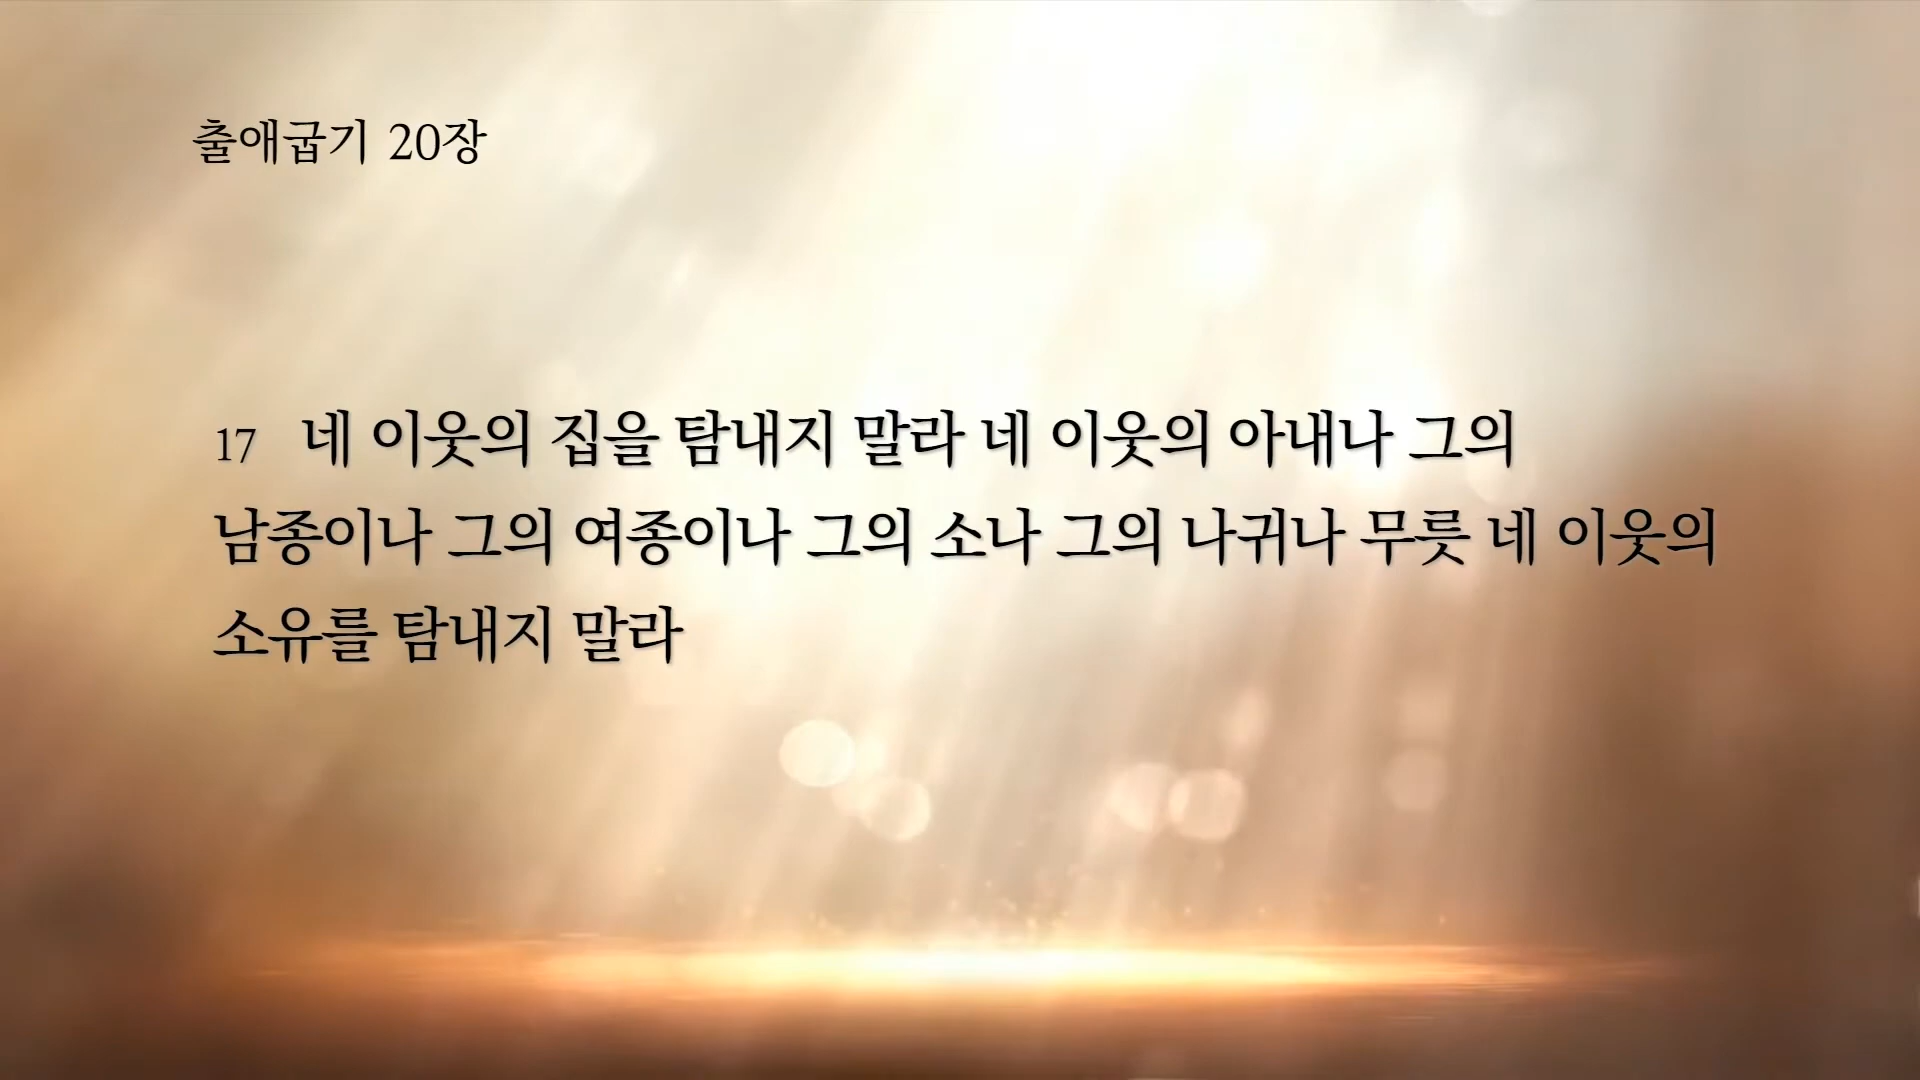 출애굽기 20장
17 네 이웃의 집을 탐내지 말라 네 이웃의 아내나 그의
남종이나 그의 여종이나 그의 소나 그의 나귀나 무릇 네 이웃의
소유를 탐내지 말라